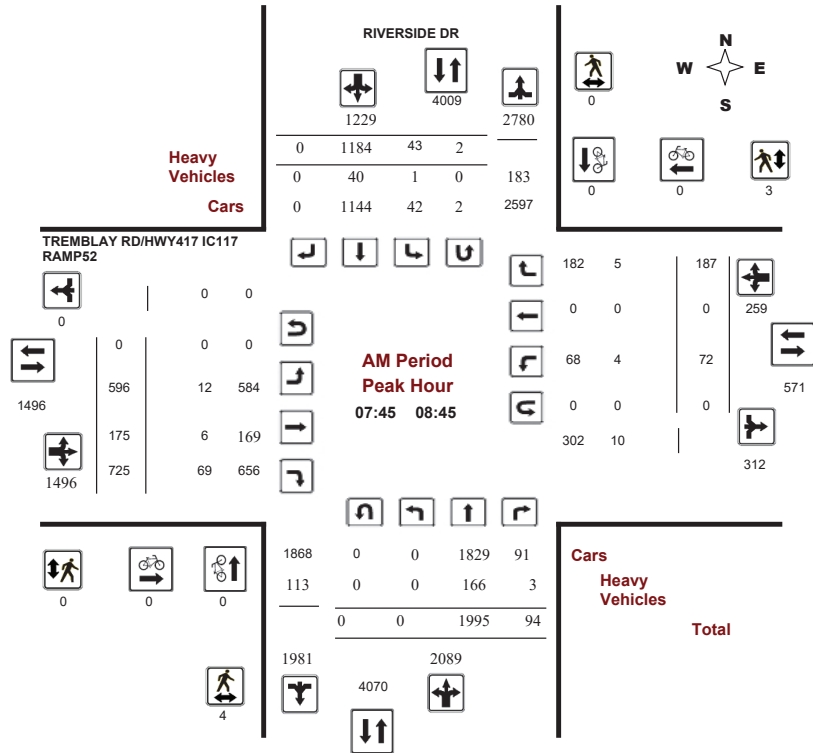 RIVERSIDE DR
N
W E
S
4009
0
1229 2780
0 1184 43 2
Heavy
Vehicles
0 40 1 0 183
0 0 3
Cars 0 1144 42 2 2597
TREMBLAY RD/HWY417 IC117
RAMP52
182 5 187
0 0
0
0 0 0
259
0 0 0
AM Period
Peak Hour
07:45 08:45
68 4 72
571
1496
596 12 584
0 0 0
175 6 169
302 10
312
1496
725 69 656
1868 0 0 1829 91 Cars
113 0 0 166 3 Heavy
Vehicles
0 0 0
0 0 1995 94 Total
1981 2089
4070
4